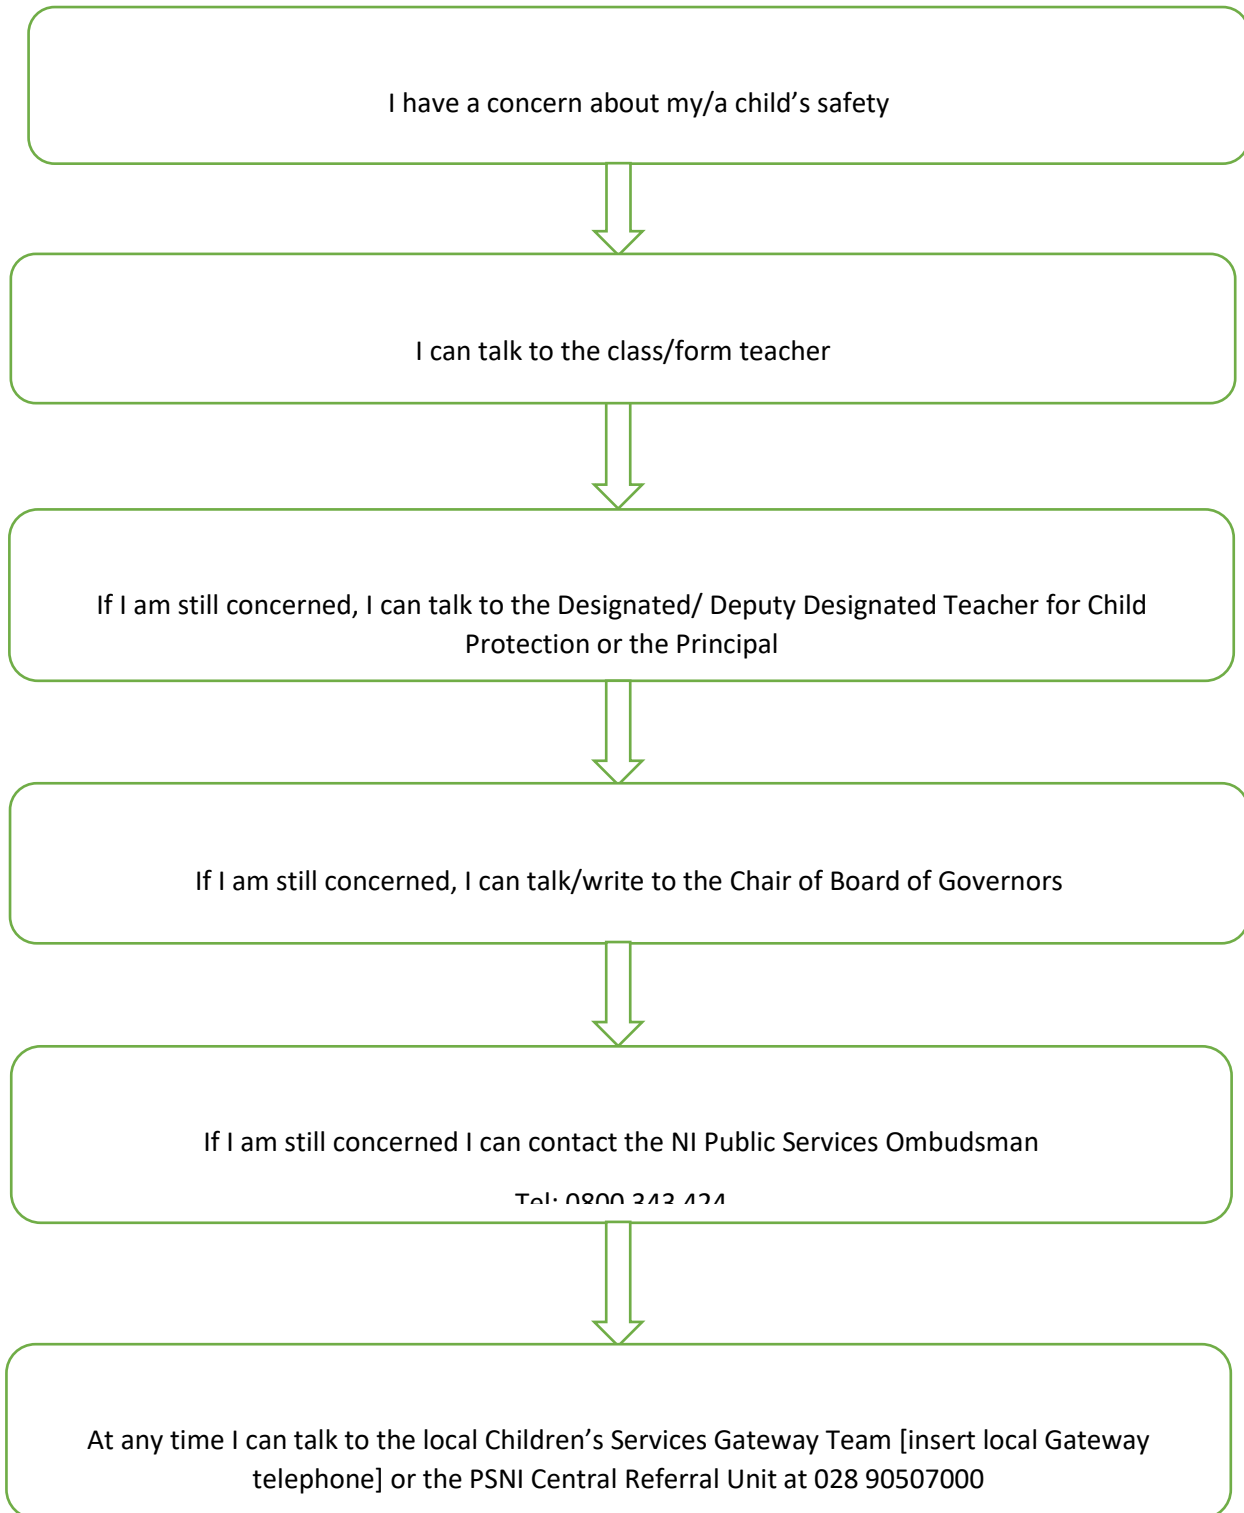 I have a concern about my/a child’s safety
I can talk to the class/form teacher
If I am still concerned, I can talk to the Designated/ Deputy Designated Teacher for Child
Protection or the Principal
If I am still concerned, I can talk/write to the Chair of Board of Governors
If I am still concerned I can contact the NI Public Services Ombudsman
Tel: 0800 343 424
At any time I can talk to the local Children’s Services Gateway Team [insert local Gateway
telephone] or the PSNI Central Referral Unit at 028 90507000